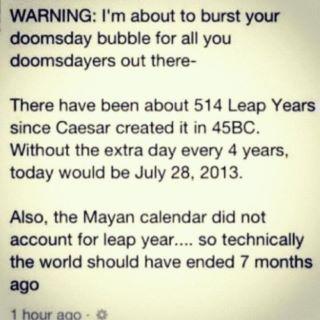 WARNING: I'm about to burst your
doomsday bubble for all you
doomsdayers out there-
There have been about 514 Leap Years
since Caesar created it in 45BC.
Without the extra day every 4 years,
today would be July 28, 2013.
Also, the Mayan calendar did not
account for leap year.... so technically
the world should have ended 7 months
ago
1 hour ago ·